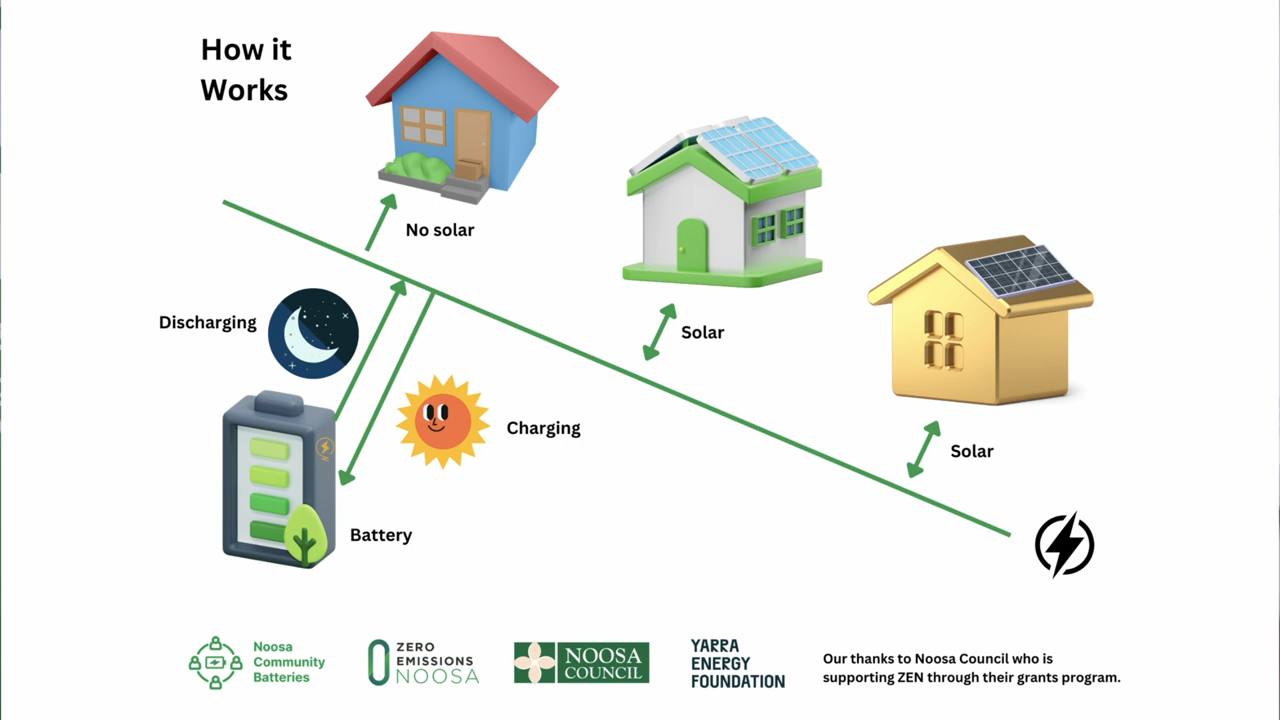 How it
Works
No solar
Discharging
Solar
Charging
Solar
Battery
Noosa
Community
Batteries
ZERO
EMISSIONS
NOOSA
NOOSA
COUNCIL
YARRA
ENERGY
FOUNDATION
Our thanks to Noosa Council who is
supporting ZEN through their grants program.